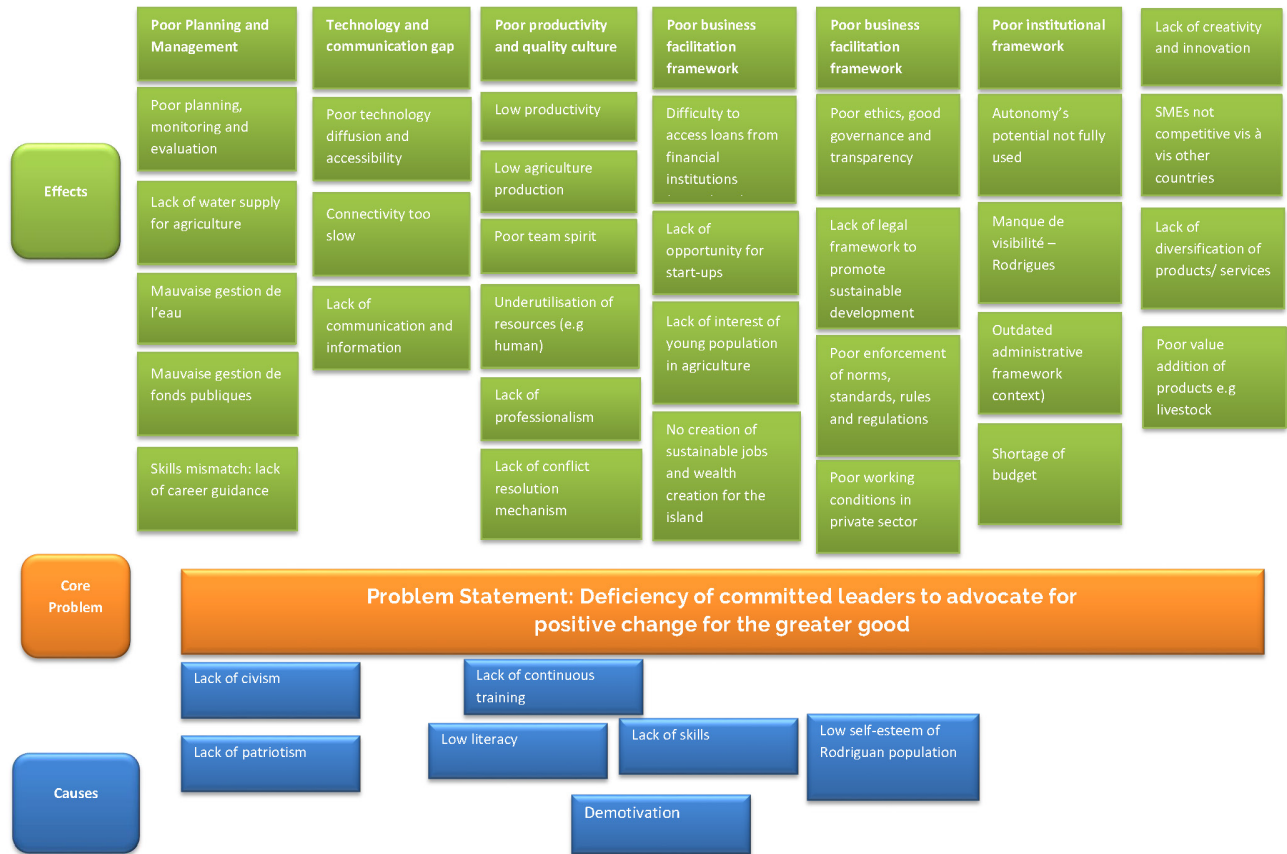 Poor Planning and
Management
Poor planning,
monitoring and
evaluation
Lack of water supply
for agriculture
Mauvaise gestion de
l'eau
Mauvaise gestion de
fonds publiques
Skills mismatch: lack
of career guidance
Technology and
communication gap
Poor technology
diffusion and
accessibility
Connectivity too
slow
Lack of
communication and
information
Poor productivity
and quality culture
Low productivity
Low agriculture
production
Poor team spirit
Underutilisation of
resources (e.g
human)
Lack of
professionalism
Lack of conflict
resolution
mechanism
Poor business
facilitation
framework
Difficulty to
access loans from
financial
institutions
Lack of
opportunity for
start-ups
Lack of interest of
young population
in agriculture
No creation of
sustainable jobs
and wealth
creation for the
island
Poor business
facilitation
framework
Poor ethics, good
governance and
transparency
Lack of legal
framework to
promote
sustainable
development
Poor enforcement
of norms,
standards, rules
and regulations
Poor working
conditions in
private sector
Poor institutional
framework
Autonomy's
potential not fully
used
Manque de
visibilité –
Rodrigues
Outdated
administrative
framework
context)
Shortage of
budget
Lack of creativity
and innovation
SMEs not
competitive vis à
vis other
countries
Lack of
diversification of
products/ services
Poor value
addition of
products e.g
livestock
Effects
Core
Problem
Problem Statement: Deficiency of committed leaders to advocate for
positive change for the greater good
Causes
Lack of civism
Lack of patriotism
Lack of continuous
training
Low literacy
Lack of skills
Low self-esteem of
Rodriguan population
Demotivation